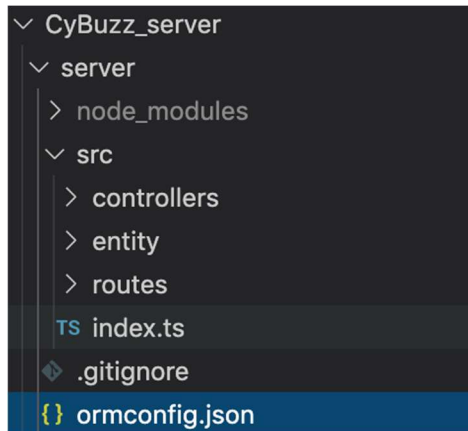 CyBuzz_server
server
node_modules
src
controllers
entity
routes
TS index.ts
.gitignore
{} ormconfig.json